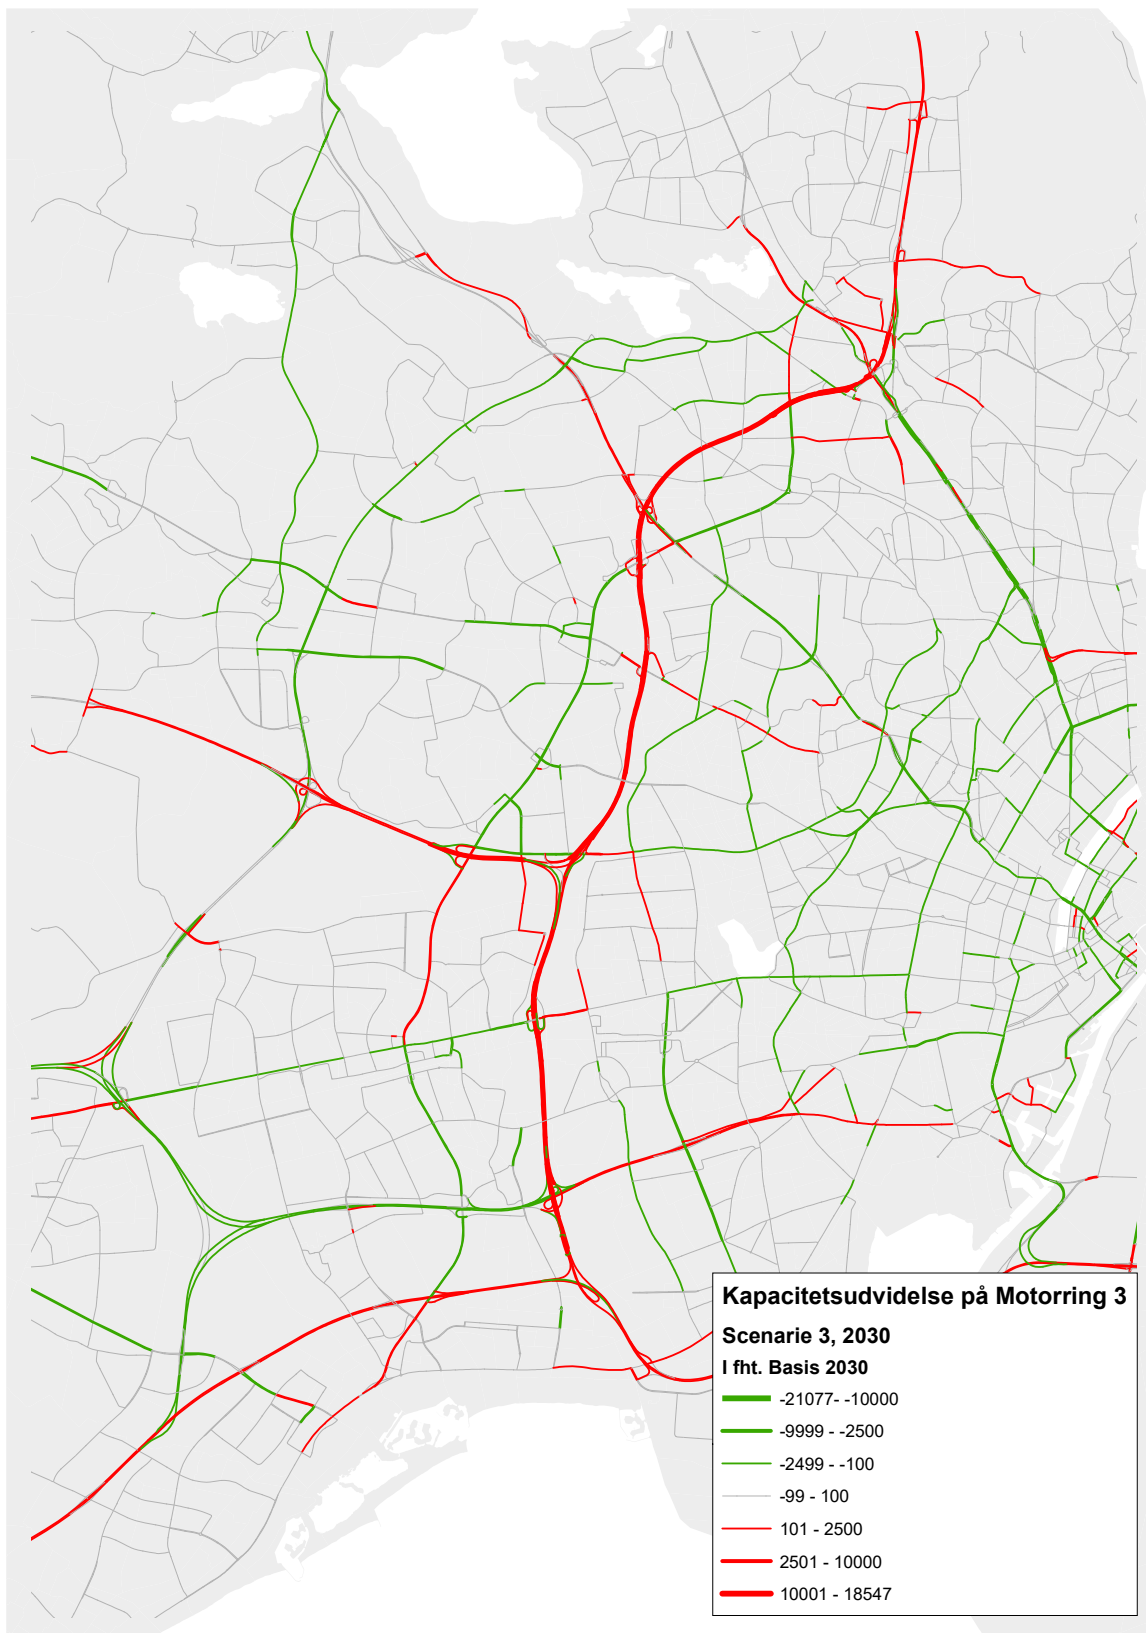 Kapacitetsudvidelse på Motorring 3
Scenarie 3, 2030
I fht. Basis 2030
-21077- -10000
-9999 - -2500
-2499 - -100
-99 - 100
101 - 2500
2501 - 10000
10001 - 18547